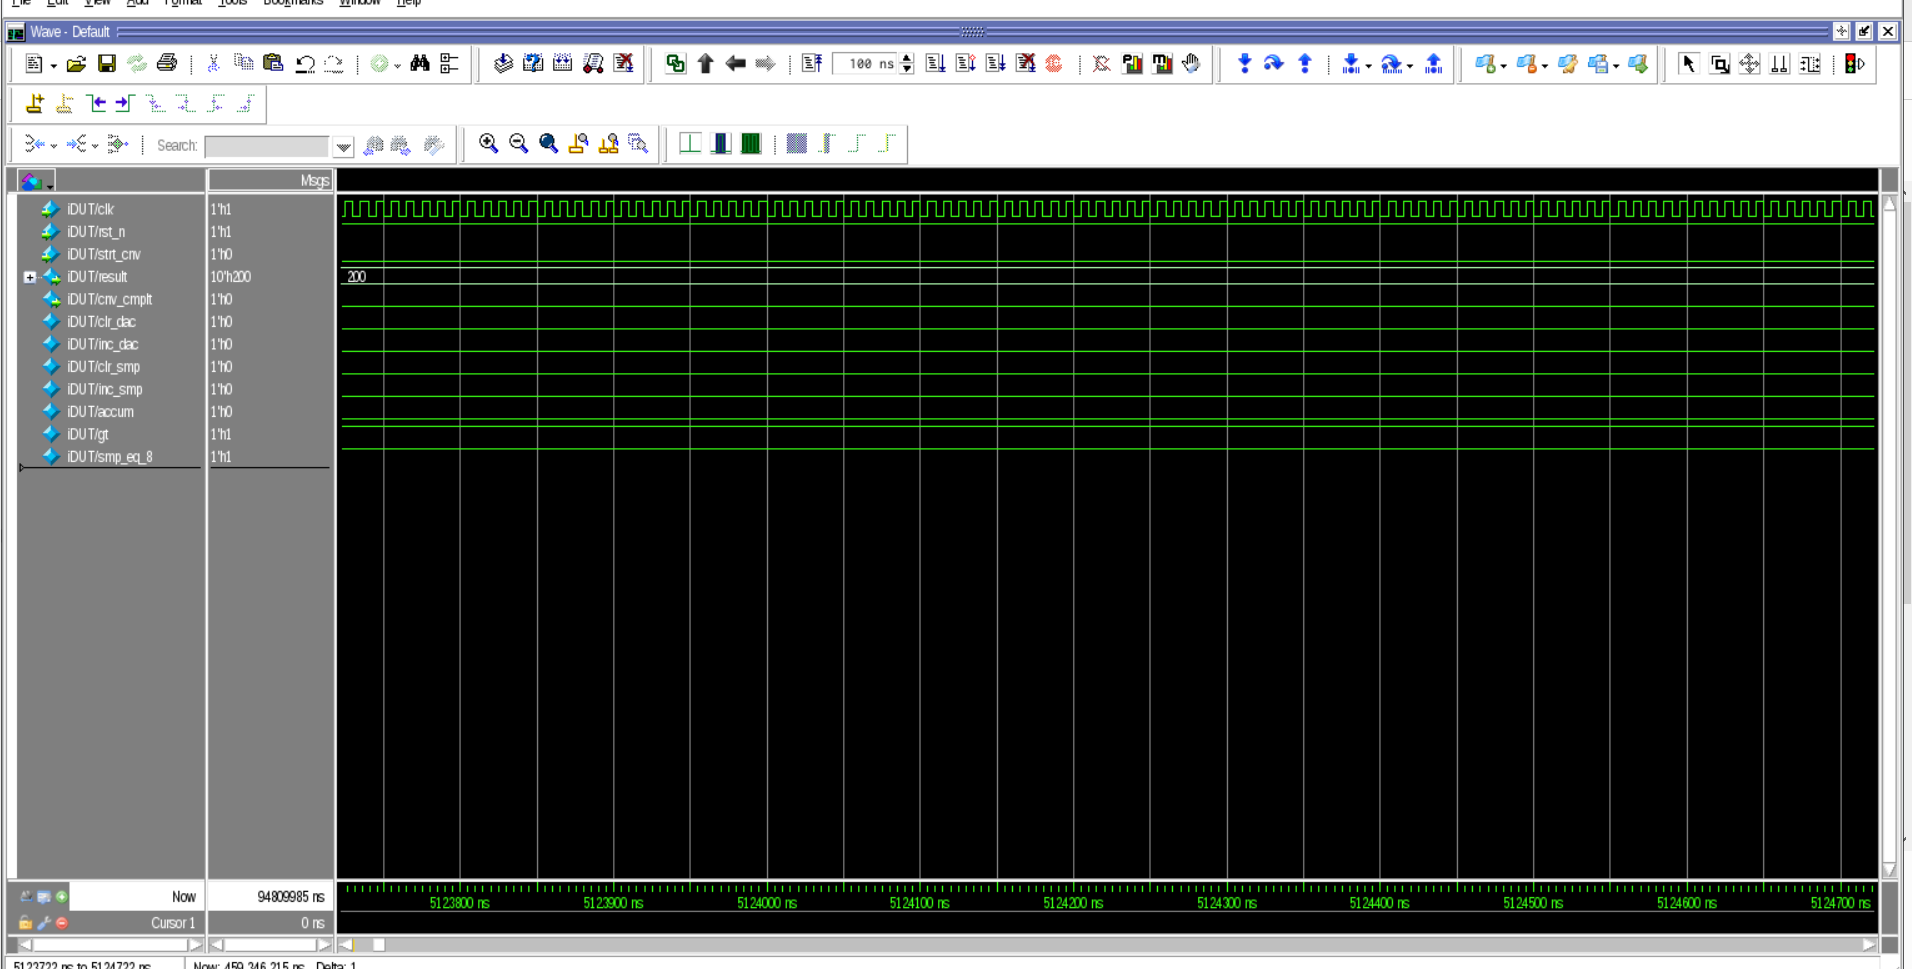 File Edit View Add Format Tools Bookmarks Window Help
Wave - Default
100 ns
Search:
Msgs
iDUT/clk 1'h1
iDUT/rst_n 1'h1
iDUT/strt_cnv 1'h0
iDUT/result 10'h200 200
iDUT/cnv_cmplt 1'h0
iDUT/clr_dac 1'h0
iDUT/inc_dac 1'h0
iDUT/clr_smp 1'h0
iDUT/inc_smp 1'h0
iDUT/accum 1'h0
iDUT/gt 1'h1
iDUT/smp_eq_8 1'h1
Now 94809985 ns 5123800 ns 5123900 ns 5124000 ns 5124100 ns 5124200 ns 5124300 ns 5124400 ns 5124500 ns 5124600 ns 5124700 ns
Cursor 1 0 ns
5123722 ns to 5124722 ns Now: 459,346,215 ns Delta: 1